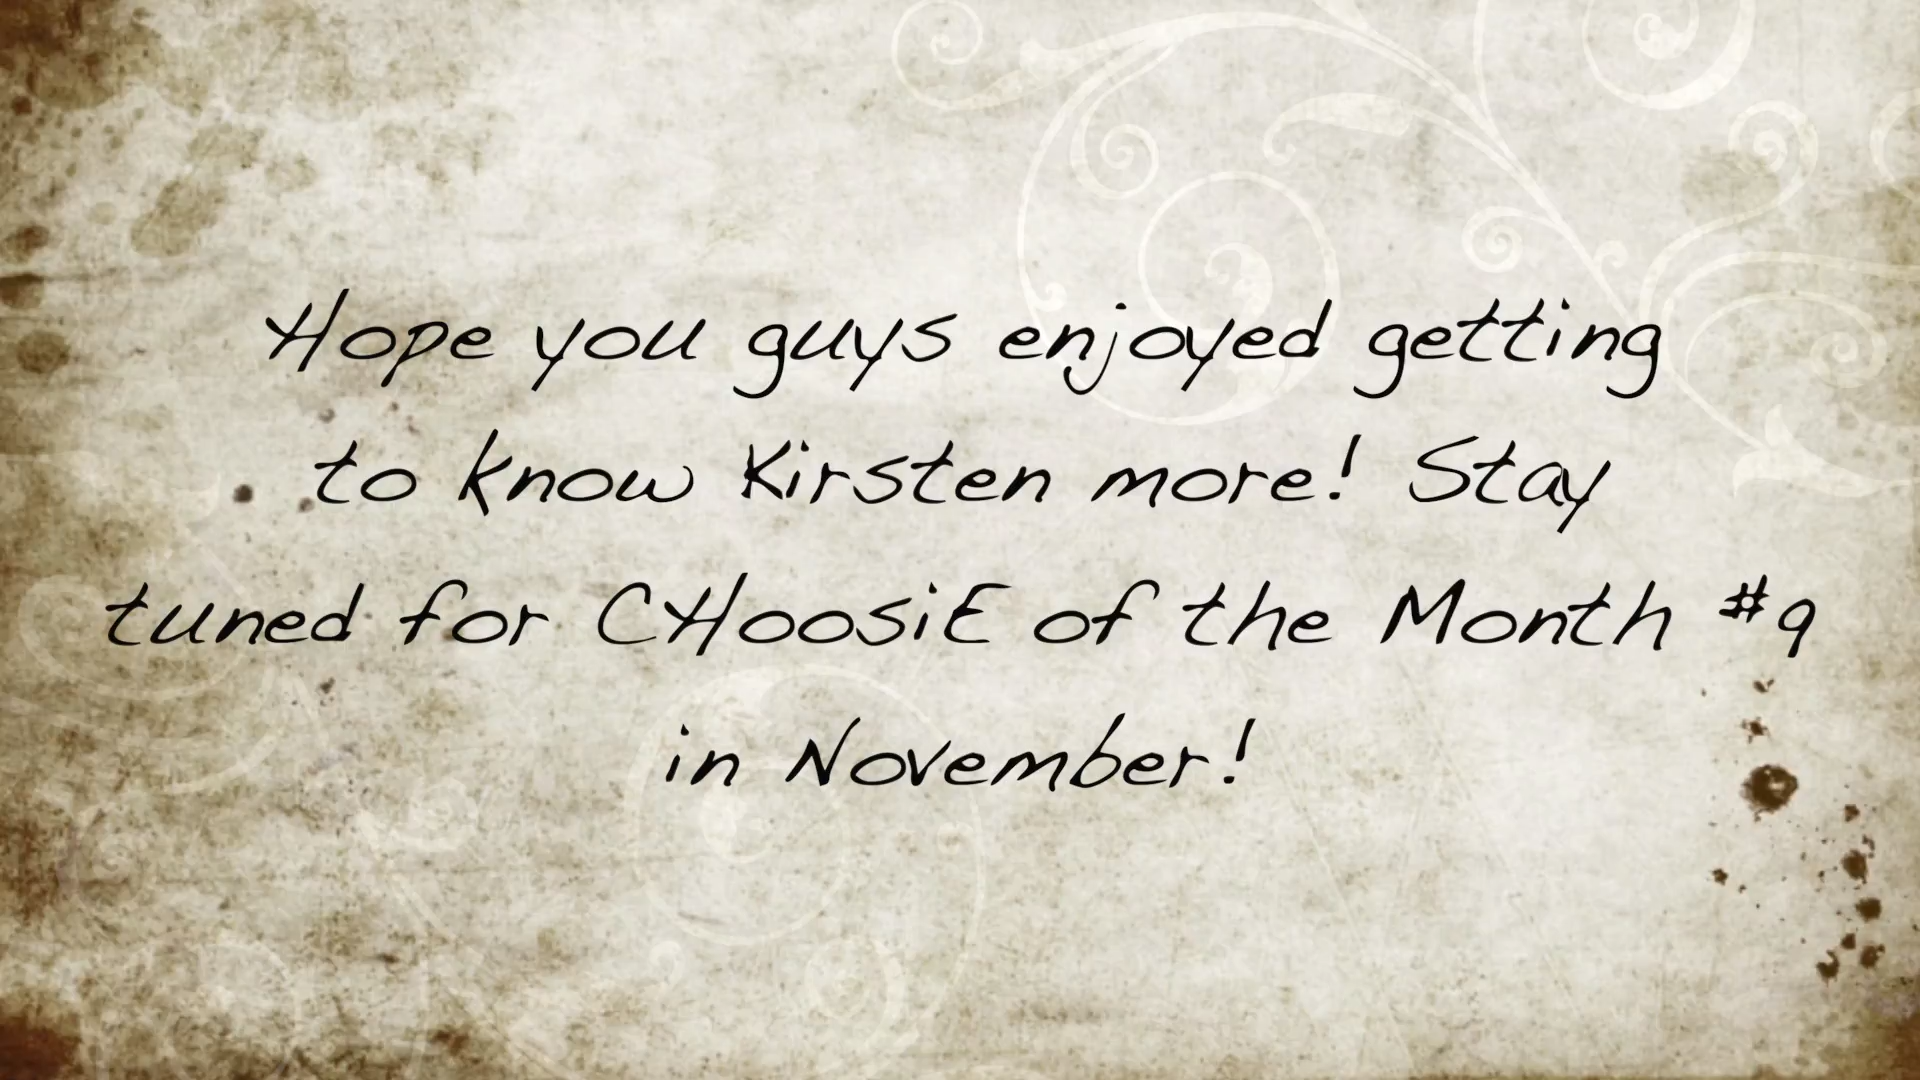 Hope you guys enjoyed getting
to know Kirsten more! Stay
tuned for CHoosiE of the Month #9
in November!